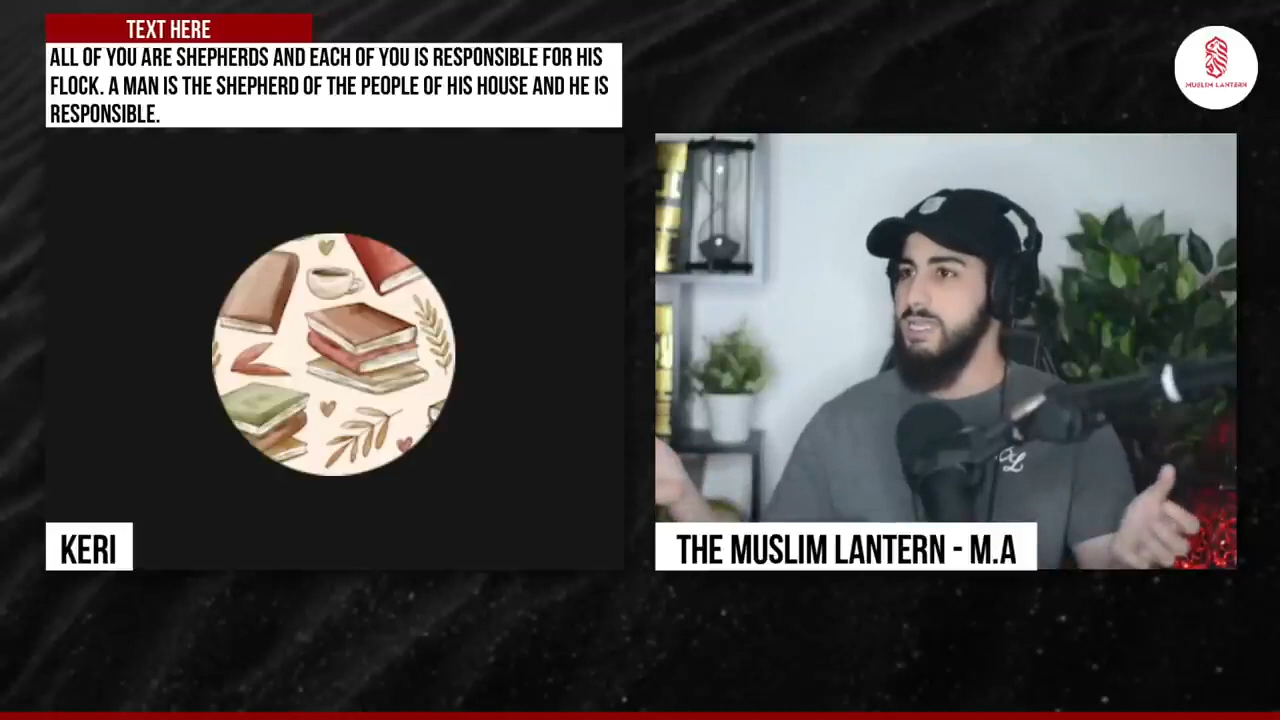 TEXT HERE
ALL OF YOU ARE SHEPHERDS AND EACH OF YOU IS RESPONSIBLE FOR HIS
FLOCK. A MAN IS THE SHEPHERD OF THE PEOPLE OF HIS HOUSE AND HE IS
RESPONSIBLE.
MUSLIM LANTERN
KERI
THE MUSLIM LANTERN - M.A